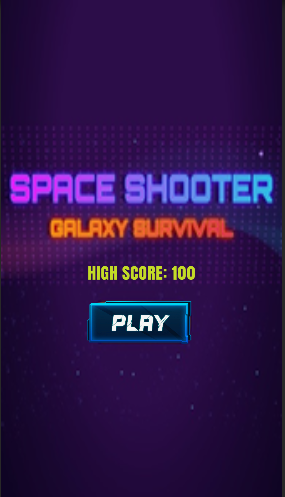 SPACE SHOOTER
GALAXY SURVIVAL
HIGH SCORE: 100
PLAY